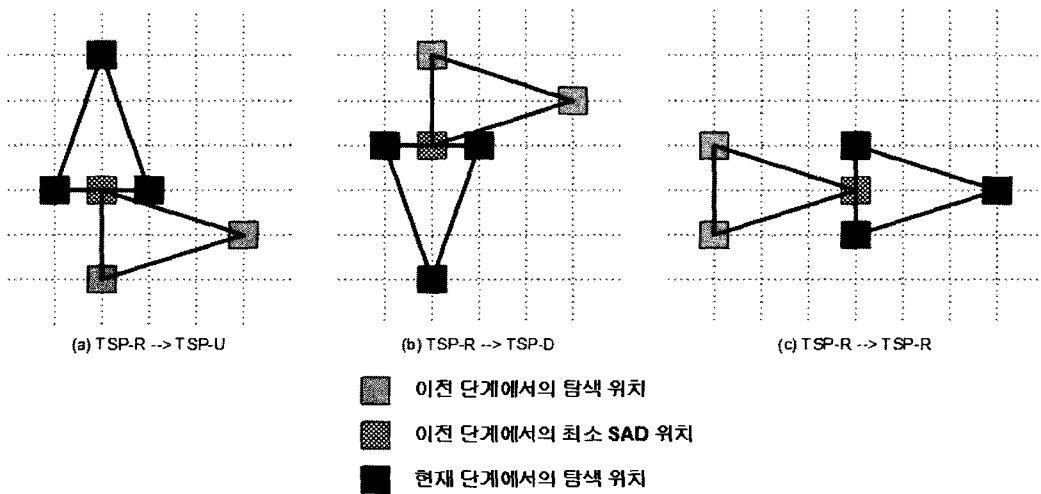 (a) TSP-R --> TSP-U
(b) TSP-R --> TSP-D
(c) TSP-R --> TSP-R
이전 단계에서의 탐색 위치
이전 단계에서의 최소 SAD 위치
현재 단계에서의 탐색 위치